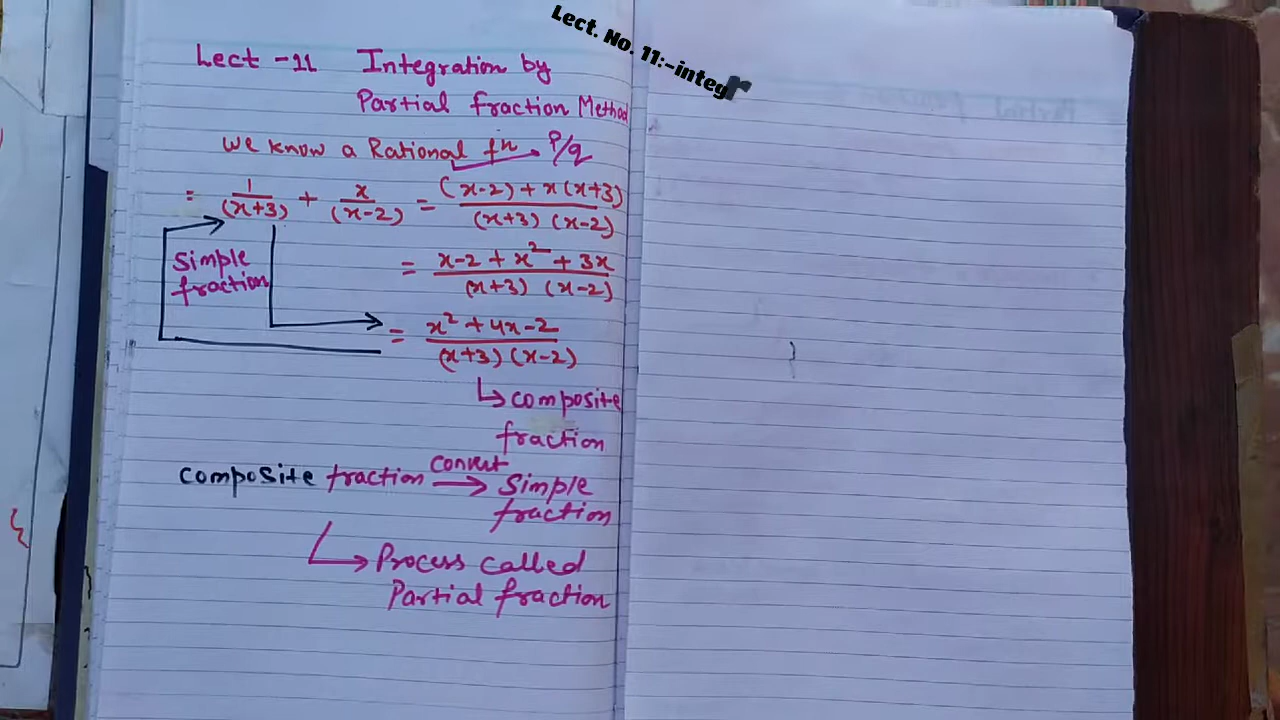 Lect. No. 11:-integr
Lect -11 Integration by
Partial fraction Method
We know a Rational fn → P/q
= 1/(x+3) + x/(x-2) = (x-2) + x(x+3)/(x+3) (x-2)
= x-2 + x² + 3x/(x+3) (x-2)
Simple
fraction
= x² + 4x - 2/(x+3) (x-2)
↳ composite
fraction
composite fraction convert → Simple
fraction
↳ Process called
Partial fraction